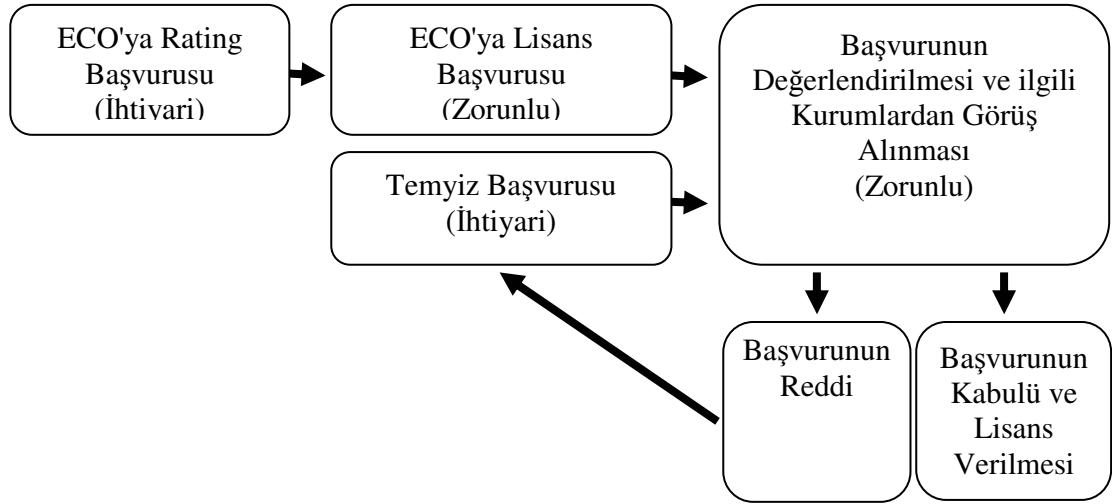 ECO'ya Rating
Başvurusu
(İhtiyari)
ECO'ya Lisans
Başvurusu
(Zorunlu)
Başvurunun
Değerlendirilmesi ve ilgili
Kurumlardan Görüş
Alınması
(Zorunlu)
Temyiz Başvurusu
(İhtiyari)
Başvurunun
Reddi
Başvurunun
Kabulü ve
Lisans
Verilmesi